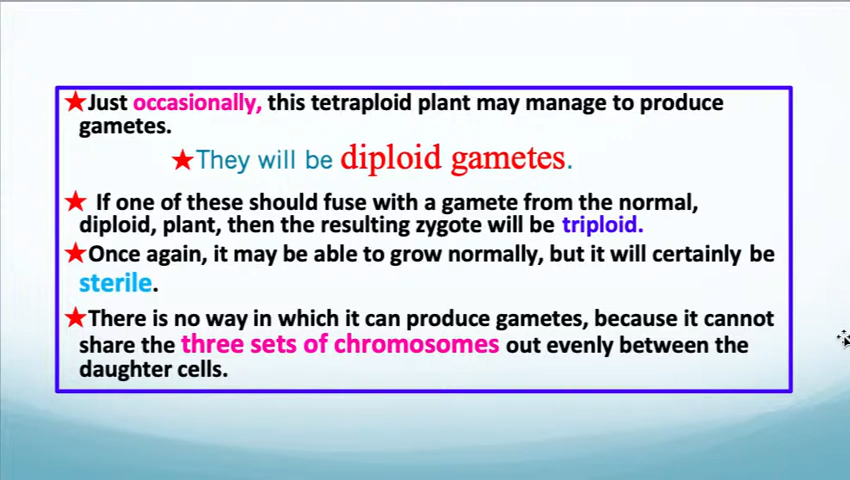 ★Just occasionally, this tetraploid plant may manage to produce
gametes.
★They will be diploid gametes.
★ If one of these should fuse with a gamete from the normal,
diploid, plant, then the resulting zygote will be triploid.
★Once again, it may be able to grow normally, but it will certainly be
sterile.
★There is no way in which it can produce gametes, because it cannot
share the three sets of chromosomes out evenly between the
daughter cells.